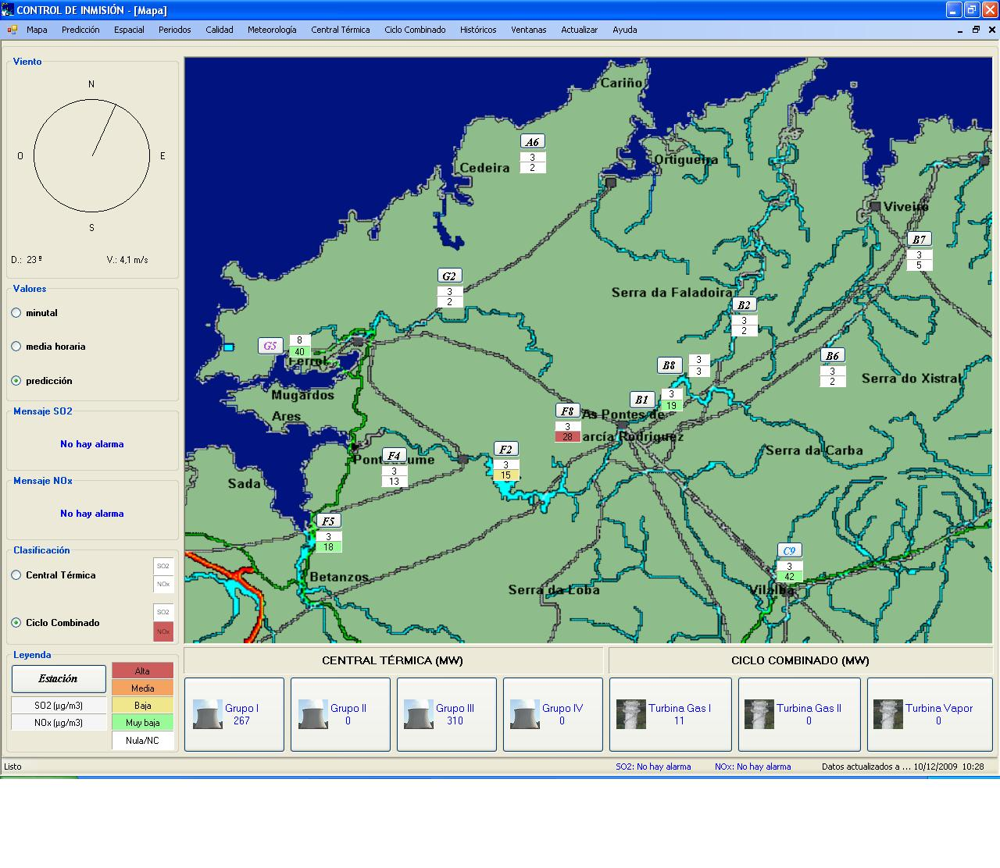 CONTROL DE INMISIÓN - [Mapa]
Mapa Predicción Espacial Periodos Calidad Meteorología Central Térmica Ciclo Combinado Históricos Ventanas Actualizar Ayuda
Viento
N
O E
S
D.: 23 º V.: 4,1 m/s
Valores
minutal
media horaria
predicción
Mensaje SO2
No hay alarma
Mensaje NOx
No hay alarma
Clasificación
SO2
Central Térmica
NOx
SO2
Ciclo Combinado
NOx
Leyenda
Estación
SO2 (µg/m3)
NOx (µg/m3)
Alta
Media
Baja
Muy baja
Nula/NC
Cariño
A6
3
2
Cedeira
Ortigueira
Viveiro
B7
3
5
G2
3
2
Serra da Faladoira
B2
3
2
G5
8
40
Ferrol
B8
3
3
B6
3
2
Serra do Xistral
Mugardos
Ares
B1
3
19
F8
3
28
As Pontes de
arcía Rodriguez
F4
3
13
F2
3
15
Serra da Carba
Sada
F5
3
18
C9
3
42
Betanzos
Serra da Loba
Vilalba
CENTRAL TÉRMICA (MW)
CICLO COMBINADO (MW)
Grupo I
267
Grupo II
0
Grupo III
310
Grupo IV
0
Turbina Gas I
11
Turbina Gas II
0
Turbina Vapor
0
Listo
SO2: No hay alarma NOx: No hay alarma Datos actualizados a ... 10/12/2009 10:28